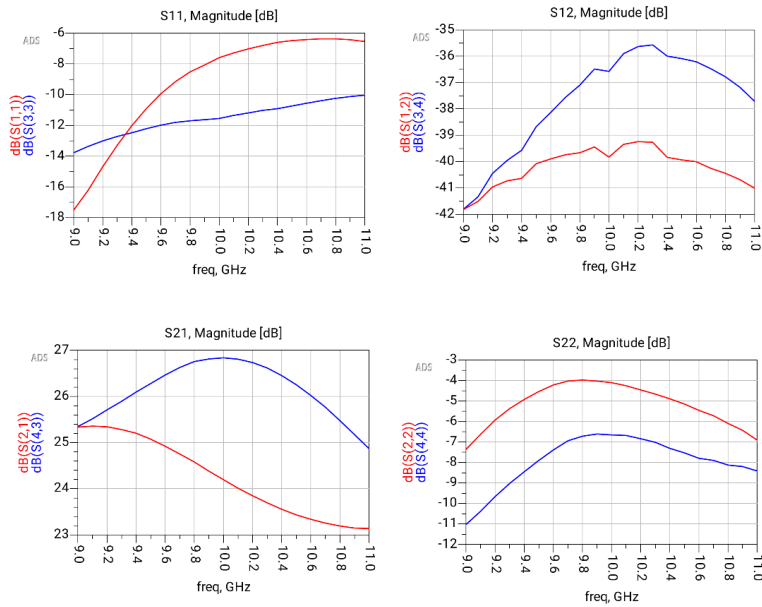 S11, Magnitude [dB]
ADS
dB(S(1,1))
dB(S(3,3))
-6
-8
-10
-12
-14
-16
-18
9.0 9.2 9.4 9.6 9.8 10.0 10.2 10.4 10.6 10.8 11.0
freq, GHz
S12, Magnitude [dB]
ADS
dB(S(1,2))
dB(S(3,4))
-35
-36
-37
-38
-39
-40
-41
-42
9.0 9.2 9.4 9.6 9.8 10.0 10.2 10.4 10.6 10.8 11.0
freq, GHz
S21, Magnitude [dB]
ADS
dB(S(2,1))
dB(S(4,3))
27
26
25
24
23
9.0 9.2 9.4 9.6 9.8 10.0 10.2 10.4 10.6 10.8 11.0
freq, GHz
S22, Magnitude [dB]
ADS
dB(S(2,2))
dB(S(4,4))
-3
-4
-5
-6
-7
-8
-9
-10
-11
-12
9.0 9.2 9.4 9.6 9.8 10.0 10.2 10.4 10.6 10.8 11.0
freq, GHz